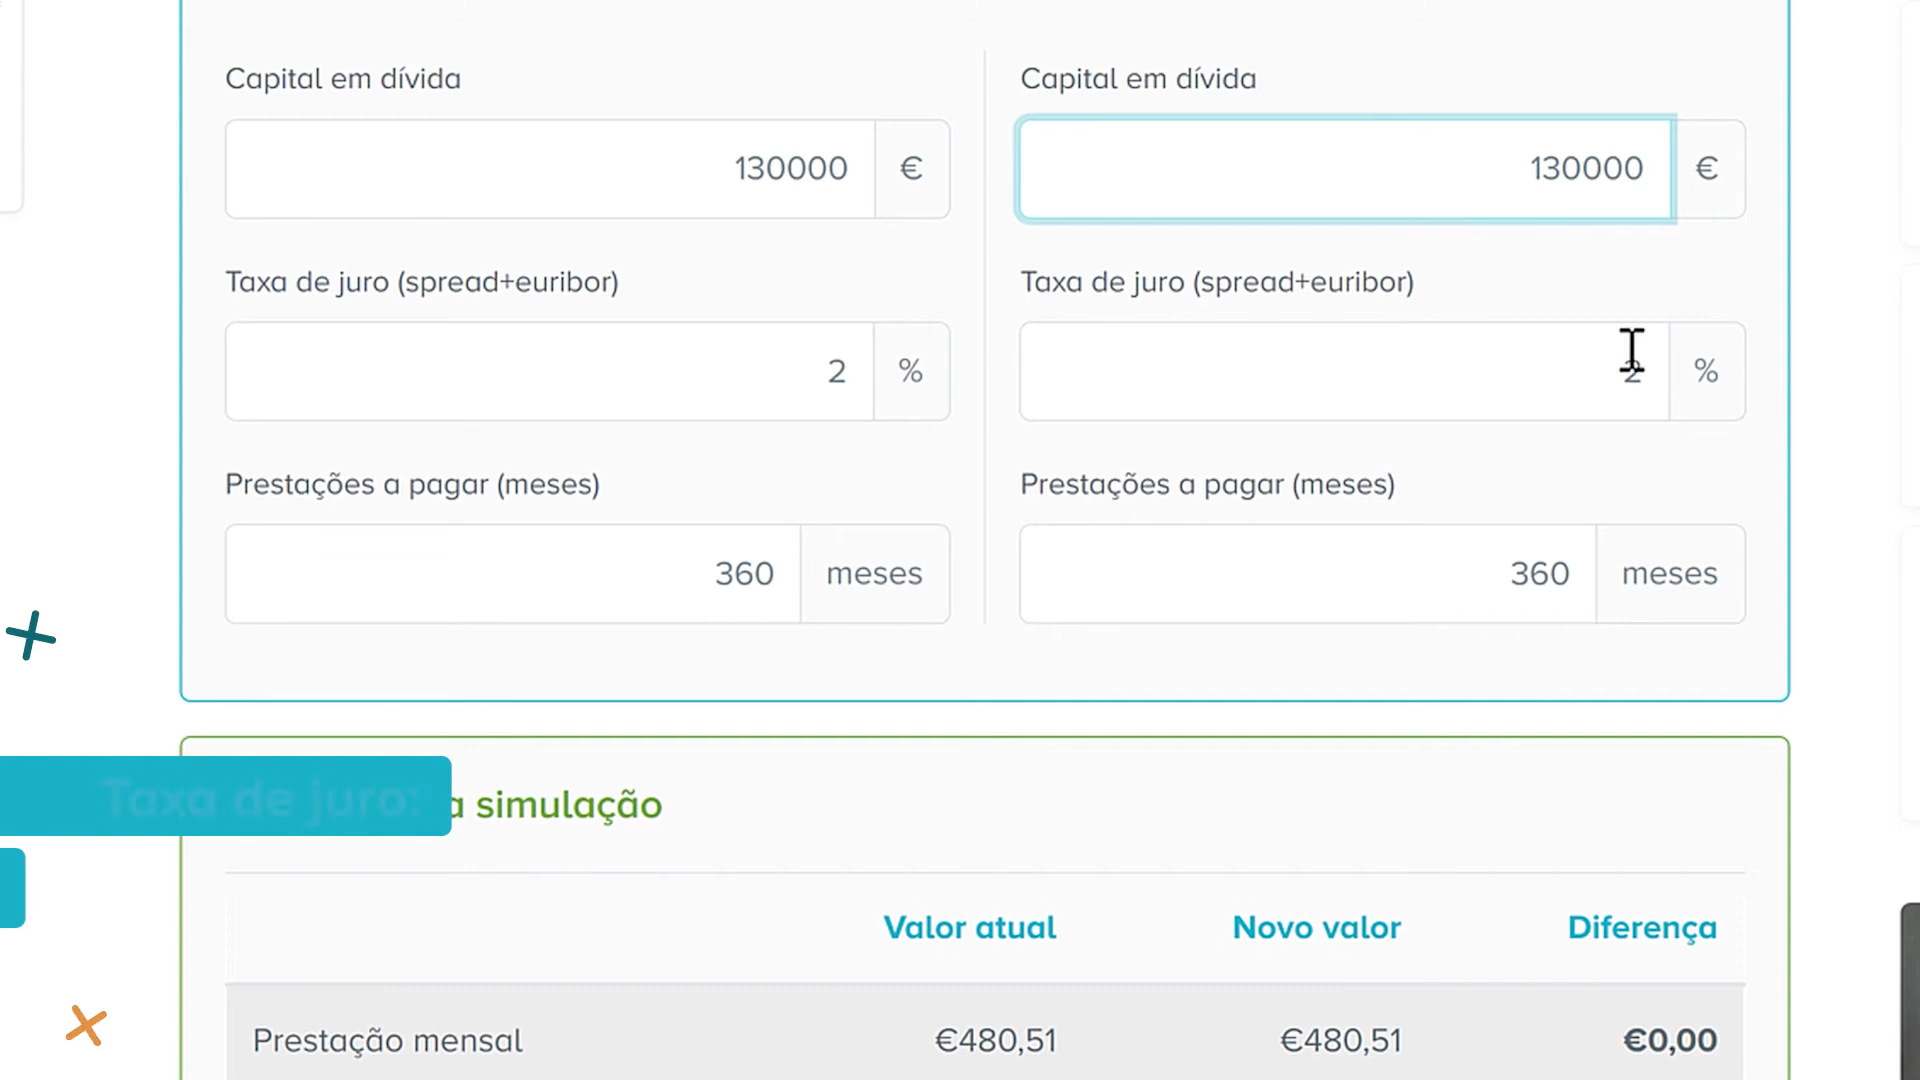 Capital em dívida
130000 €
Taxa de juro (spread+euribor)
2 %
Prestações a pagar (meses)
360 meses
Capital em dívida
130000 €
Taxa de juro (spread+euribor)
2 %
Prestações a pagar (meses)
360 meses
Taxa de juro:
a simulação
Valor atual Novo valor Diferença
Prestação mensal €480,51 €480,51 €0,00